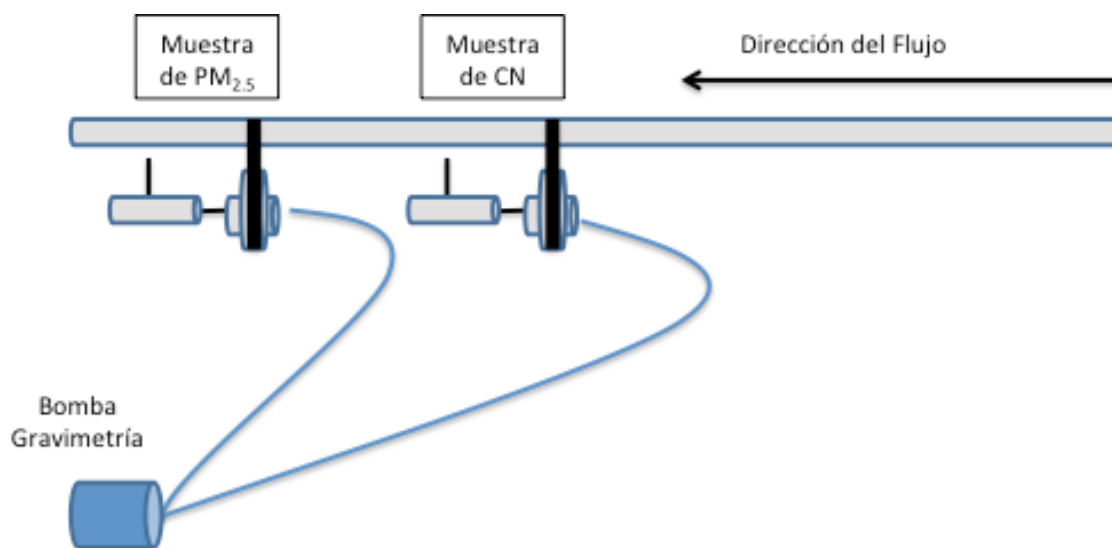 Muestra
de PM₂.₅
Muestra
de CN
Dirección del Flujo
Bomba
Gravimetría